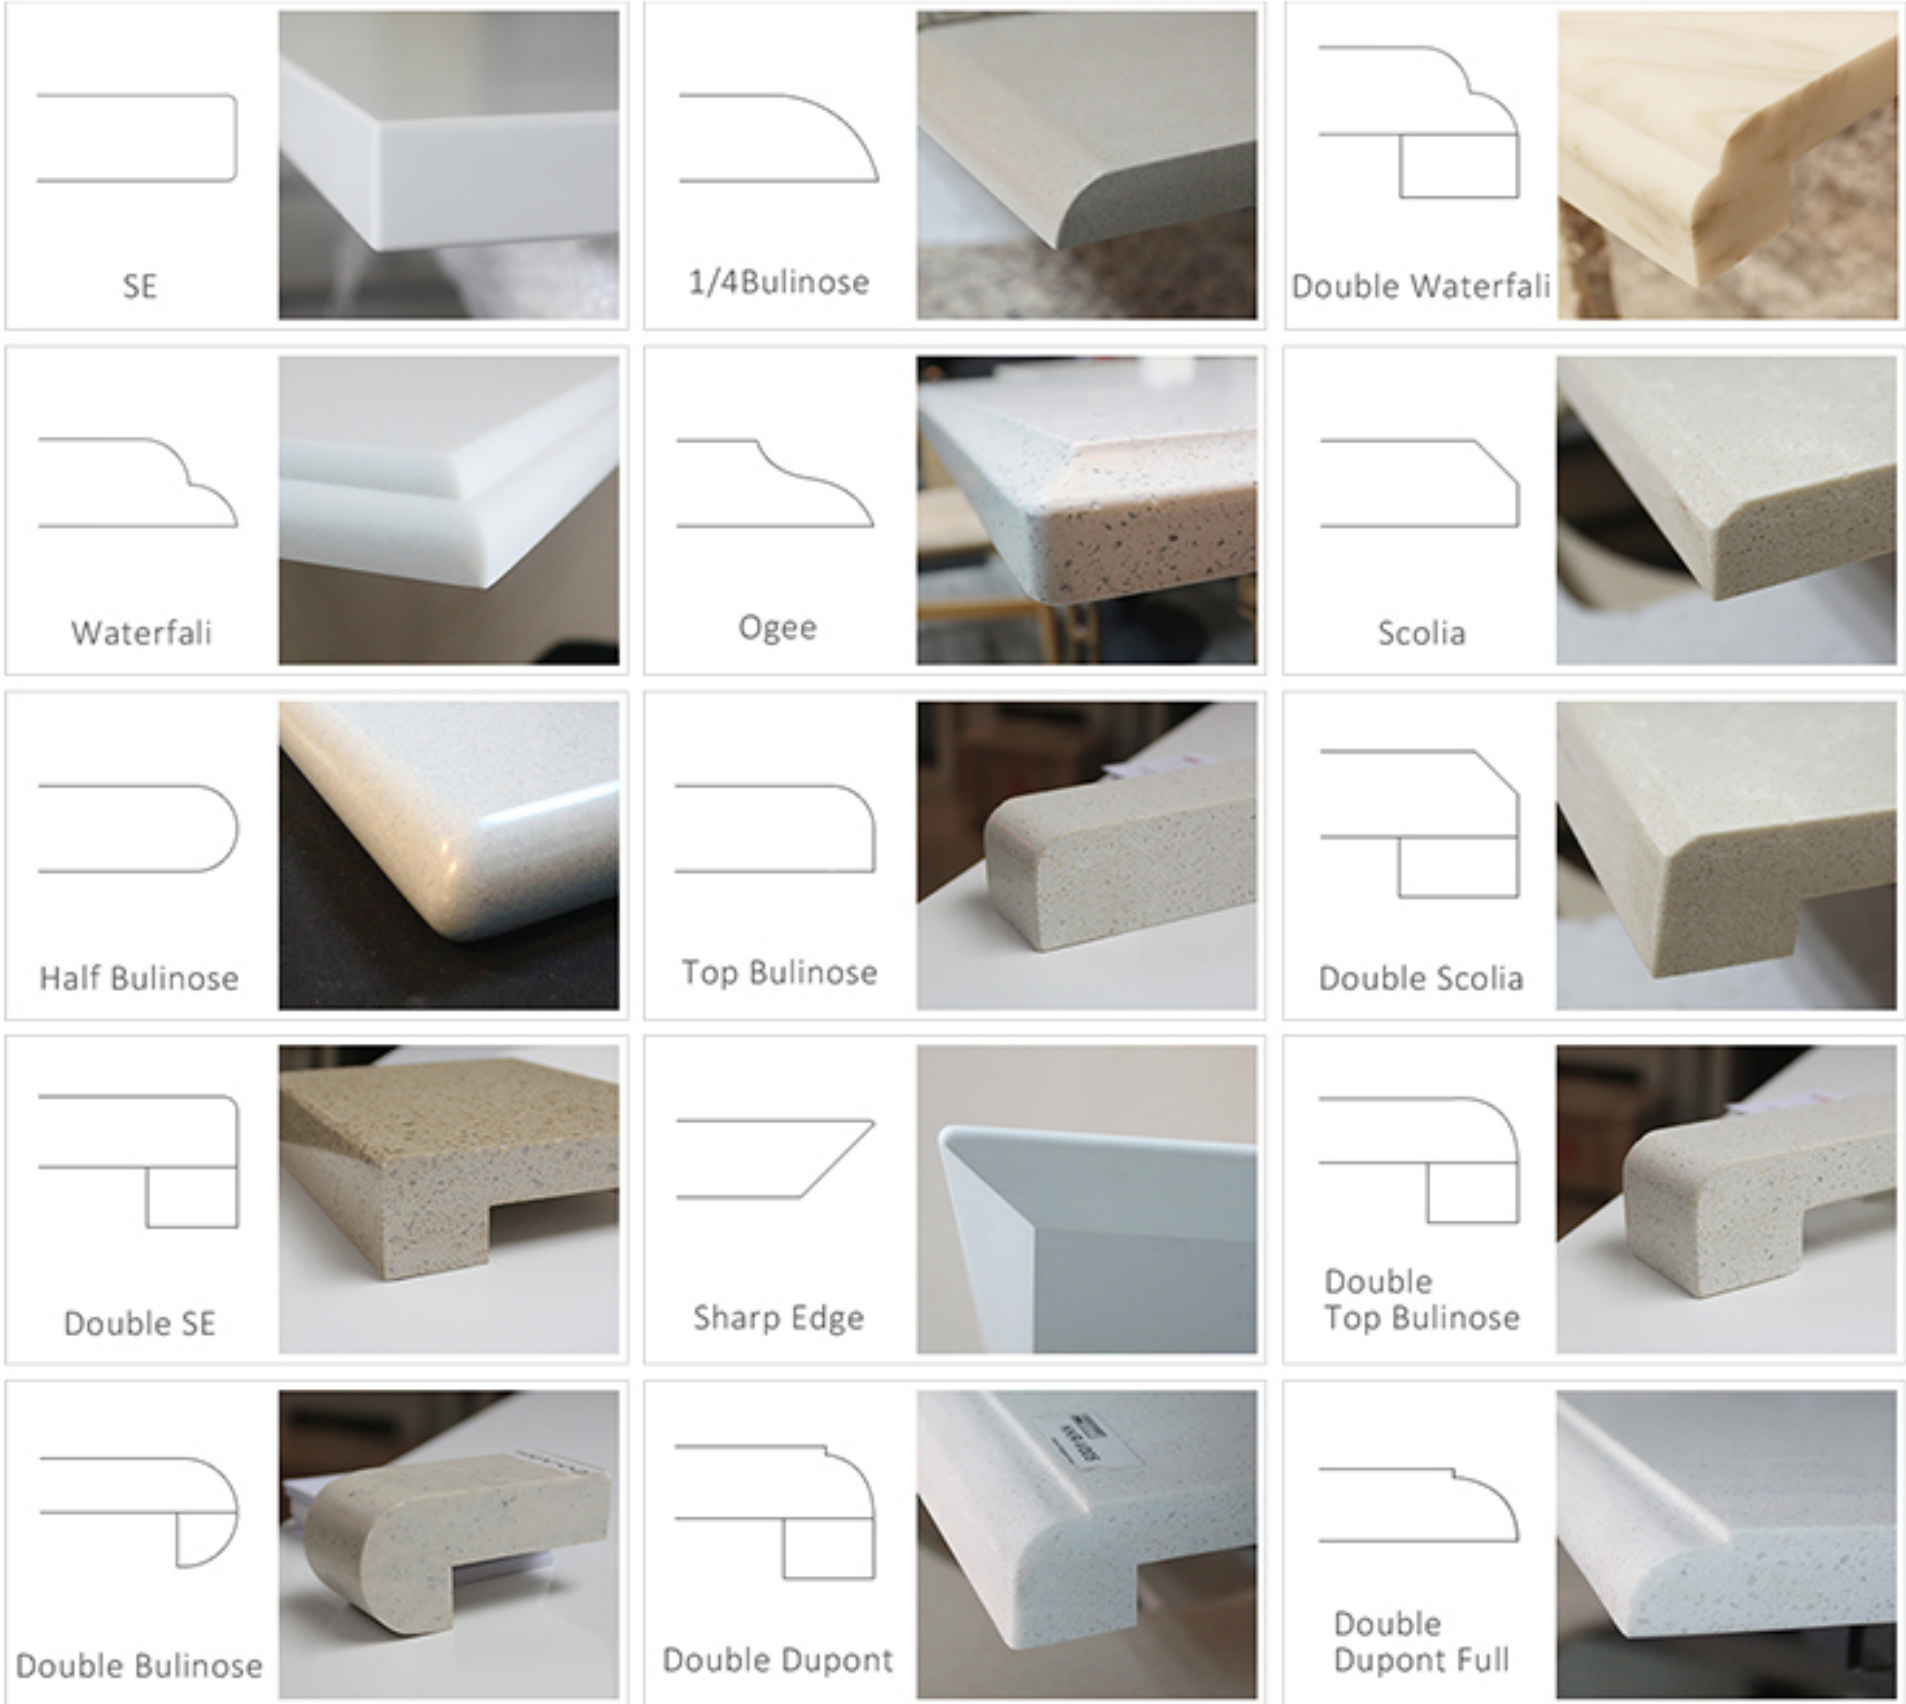 SE
1/4Bulinose
Double Waterfali
Waterfali
Ogee
Scolia
Half Bulinose
Top Bulinose
Double Scolia
Double SE
Sharp Edge
Double
Top Bulinose
Double Bulinose
Double Dupont
Double
Dupont Full